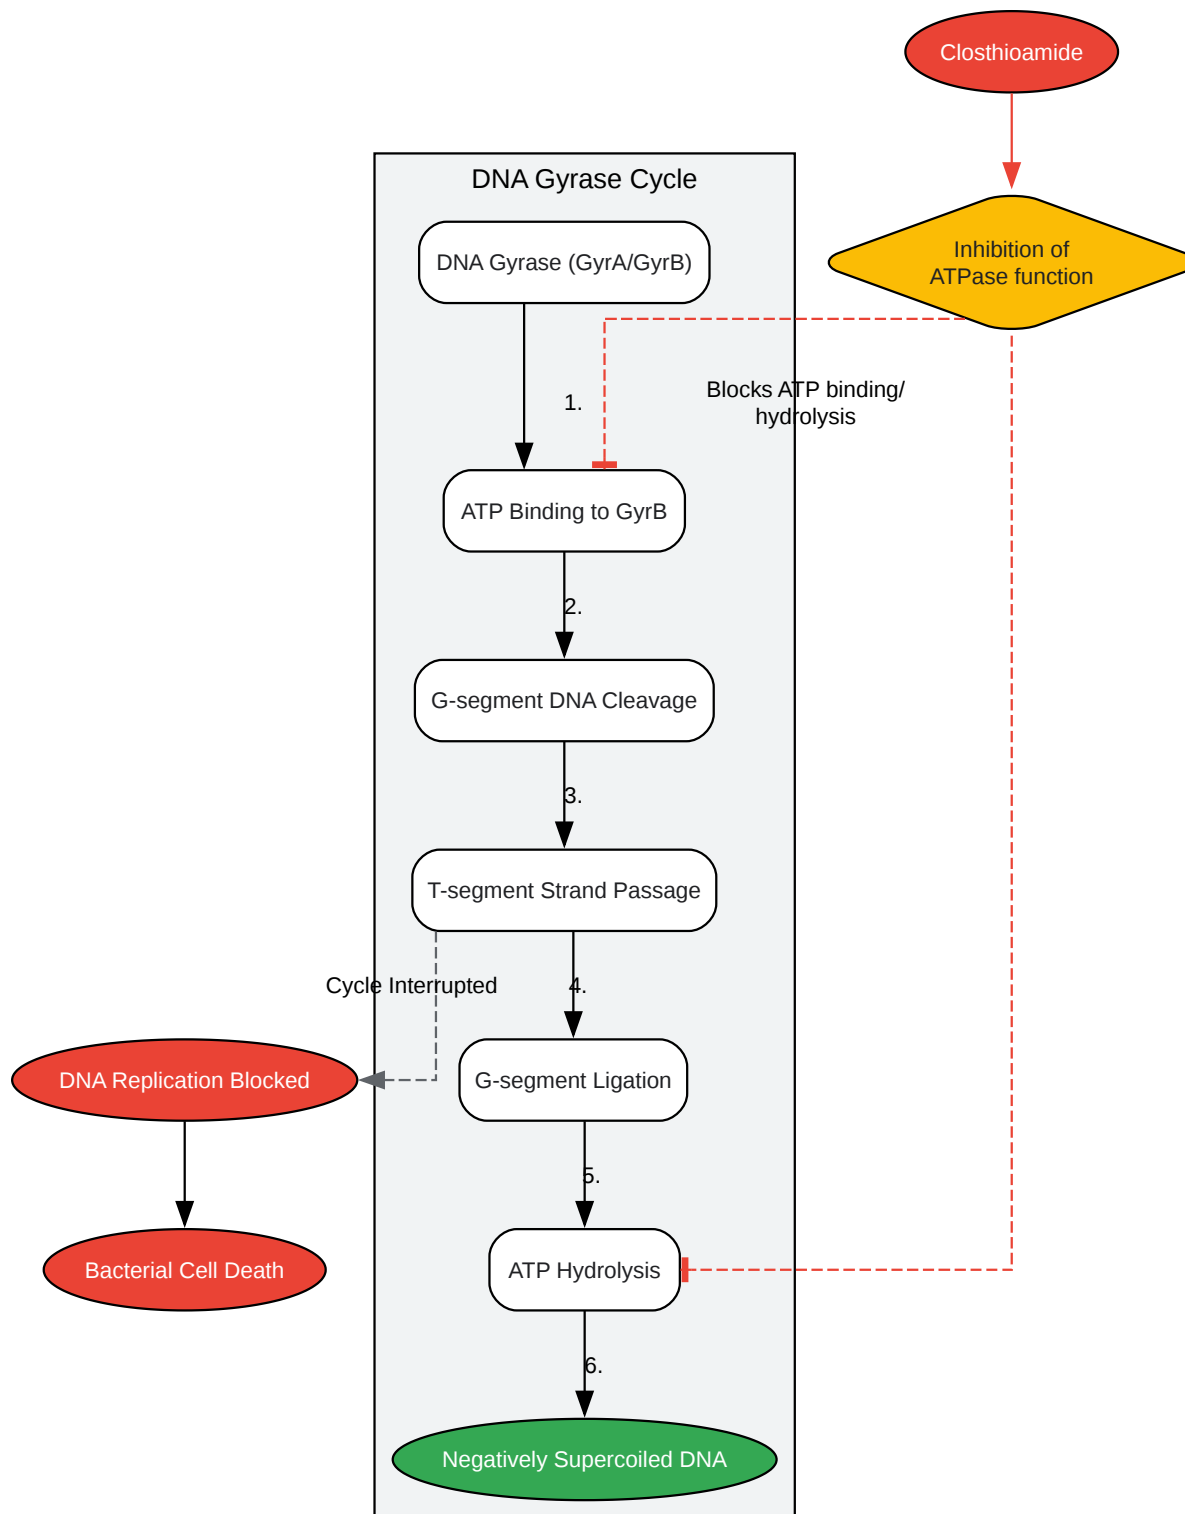 Closthioamide
DNA Gyrase Cycle
DNA Gyrase (GyrA/GyrB)
Inhibition of
ATPase function
1.
Blocks ATP binding/
hydrolysis
ATP Binding to GyrB
2.
G-segment DNA Cleavage
3.
T-segment Strand Passage
Cycle Interrupted
4.
DNA Replication Blocked
G-segment Ligation
5.
Bacterial Cell Death
ATP Hydrolysis
6.
Negatively Supercoiled DNA